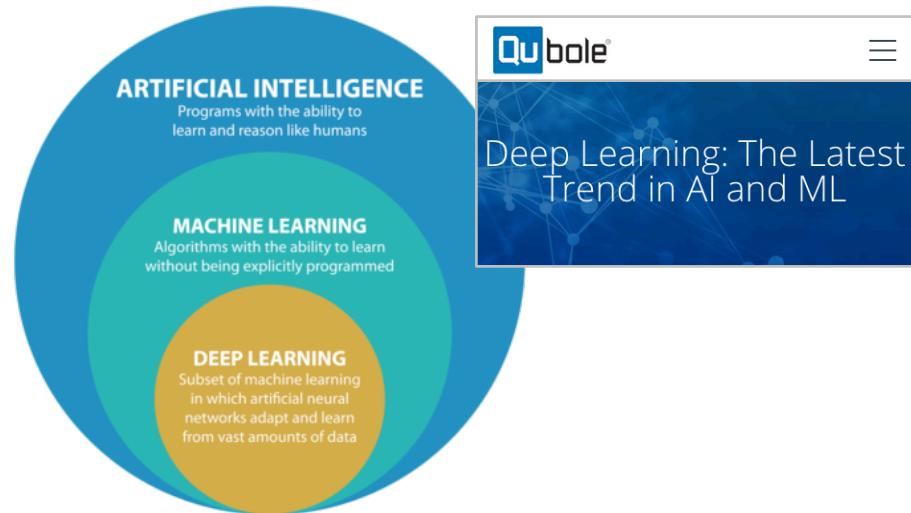 ARTIFICIAL INTELLIGENCE
Programs with the ability to
learn and reason like humans
MACHINE LEARNING
Algorithms with the ability to learn
without being explicitly programmed
DEEP LEARNING
Subset of machine learning
in which artificial neural
networks adapt and learn
from vast amounts of data
Qubole®
Deep Learning: The Latest
Trend in AI and ML